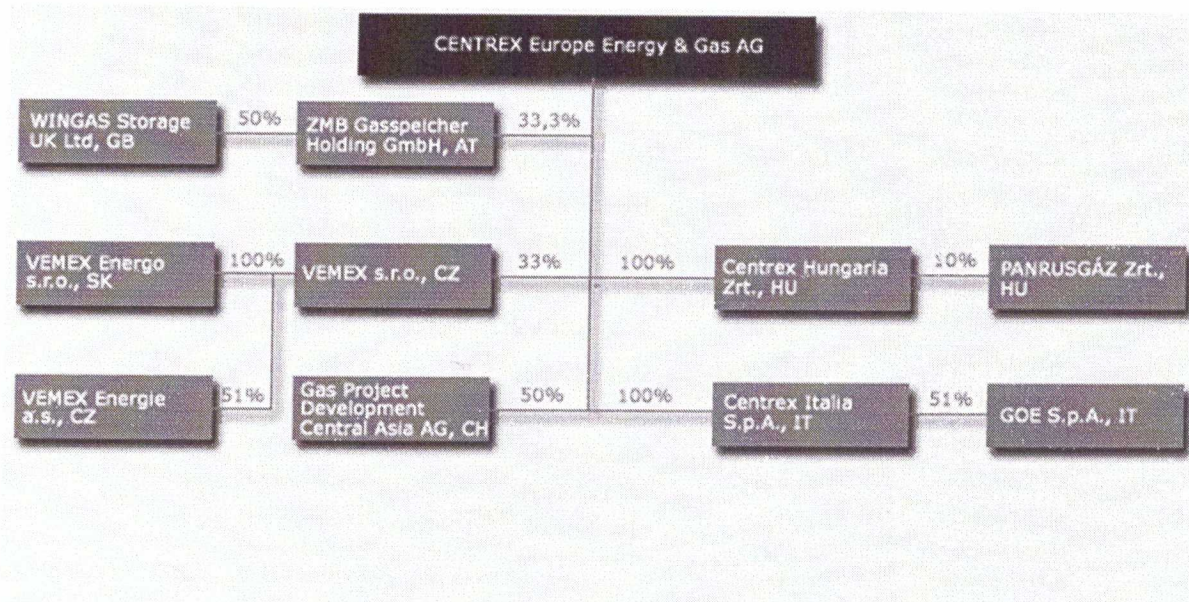 CENTREX Europe Energy & Gas AG
WINGAS Storage
UK Ltd, GB
50%
ZMB Gasspeicher
Holding GmbH, AT
33,3%
VEMEX Energo
s.r.o., SK
100%
VEMEX s.r.o., CZ
33%
100%
Centrex Hungaria
Zrt., HU
10%
PANRUSGÁZ Zrt.,
HU
VEMEX Energie
a.s., CZ
51%
Gas Project
Development
Central Asia AG, CH
50%
100%
Centrex Italia
S.p.A., IT
51%
GOE S.p.A., IT